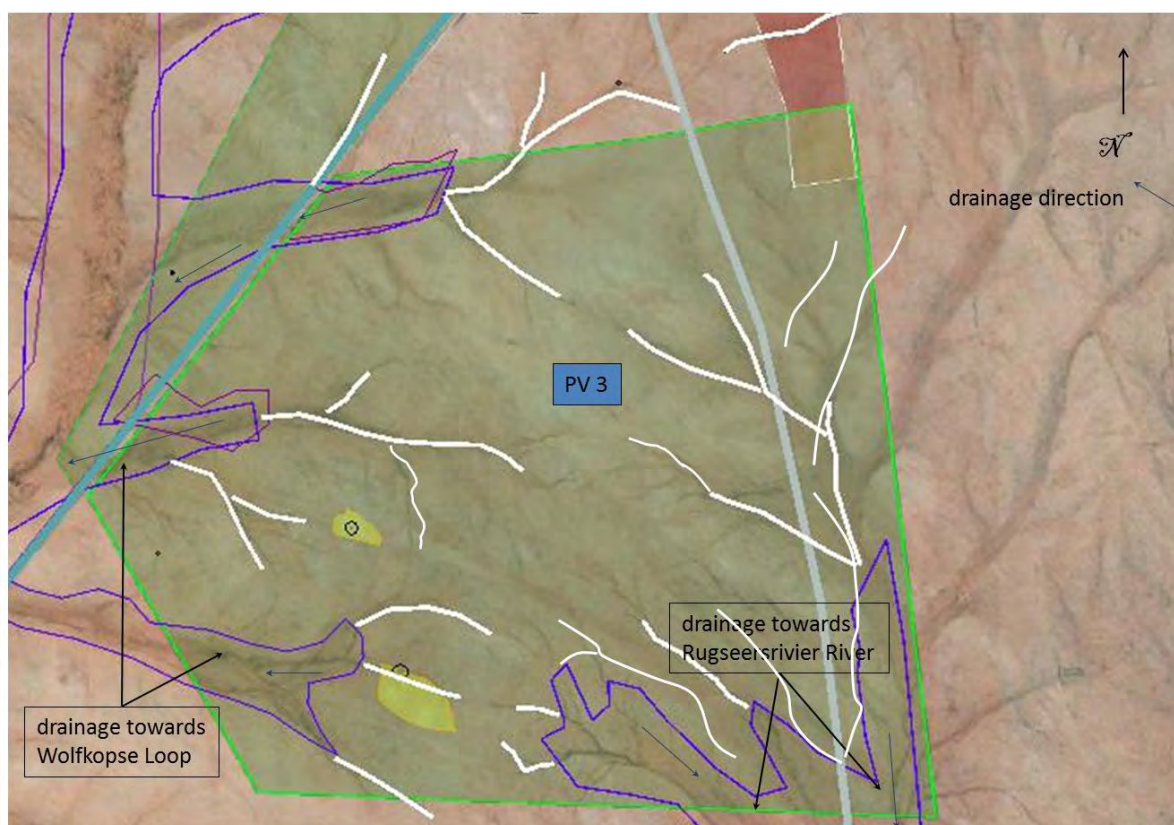 N
drainage direction
PV 3
drainage towards
Rugseersrivier River
drainage towards
Wolfkopse Loop